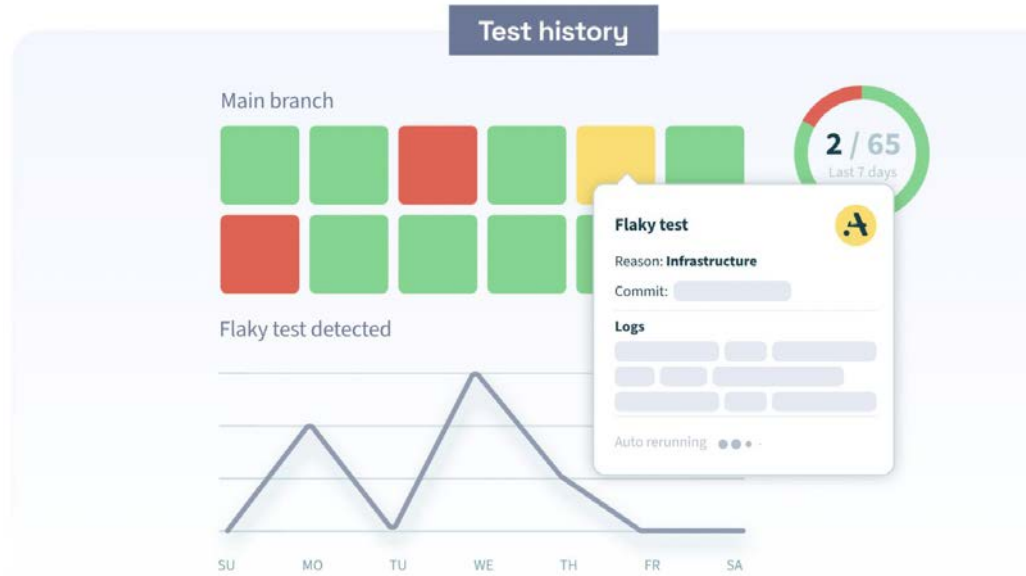 Test history
Main branch
2 / 65
Last 7 days
Flaky test
Reason: Infrastructure
Commit:
Logs
Auto rerunning
Flaky test detected
SU MO TU WE TH FR SA